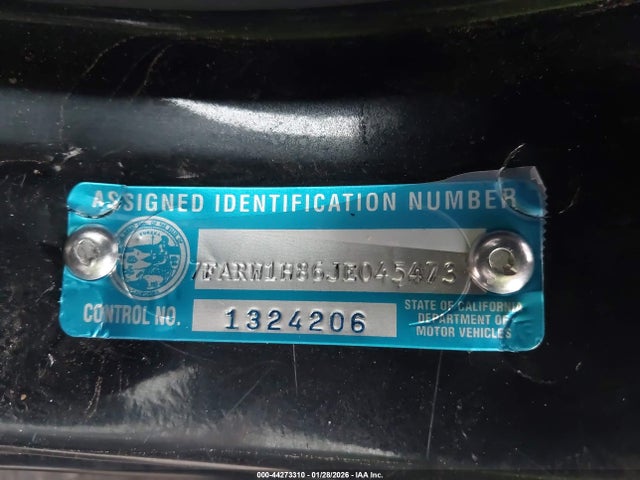 ASSIGNED IDENTIFICATION NUMBER
7FARW1H86JE045473
CONTROL NO.
1324206
STATE OF CALIFORNIA
DEPARTMENT OF
MOTOR VEHICLES
000-44273310 - 01/28/2026 - IAA Inc.